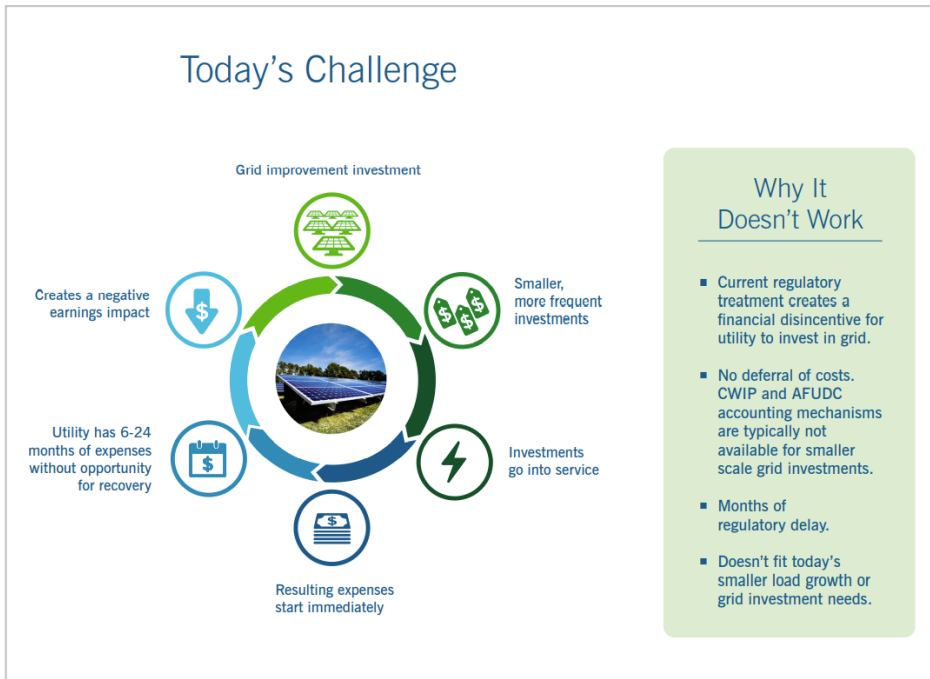 Today's Challenge
Grid improvement investment
Smaller,
more frequent
investments
Investments
go into service
Resulting expenses
start immediately
Utility has 6-24
months of expenses
without opportunity
for recovery
Creates a negative
earnings impact
$
$
$
$
$
$
Why It
Doesn't Work
▪ Current regulatory
treatment creates a
financial disincentive for
utility to invest in grid.
▪ No deferral of costs.
CWIP and AFUDC
accounting mechanisms
are typically not
available for smaller
scale grid investments.
▪ Months of
regulatory delay.
▪ Doesn't fit today's
smaller load growth or
grid investment needs.